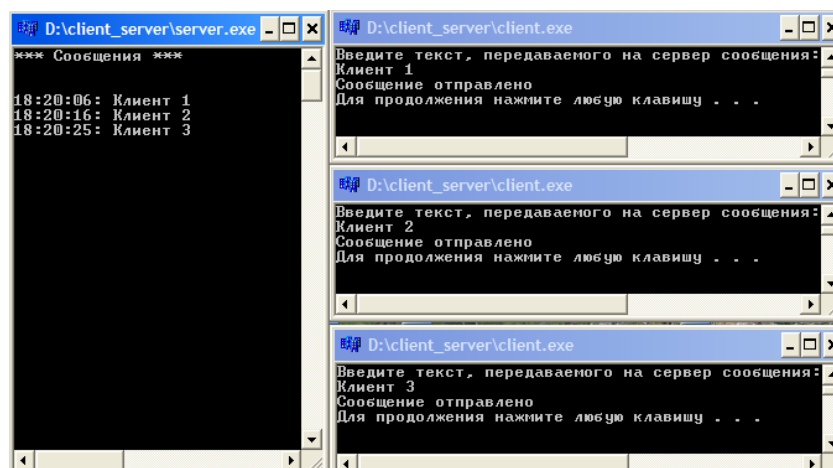 D:\client_server\server.exe
*** Сообщения ***
18:20:06: Клиент 1
18:20:16: Клиент 2
18:20:25: Клиент 3
D:\client_server\client.exe
Введите текст, передаваемого на сервер сообщения:
Клиент 1
Сообщение отправлено
Для продолжения нажмите любую клавишу . . .
D:\client_server\client.exe
Введите текст, передаваемого на сервер сообщения:
Клиент 2
Сообщение отправлено
Для продолжения нажмите любую клавишу . . .
D:\client_server\client.exe
Введите текст, передаваемого на сервер сообщения:
Клиент 3
Сообщение отправлено
Для продолжения нажмите любую клавишу . . .